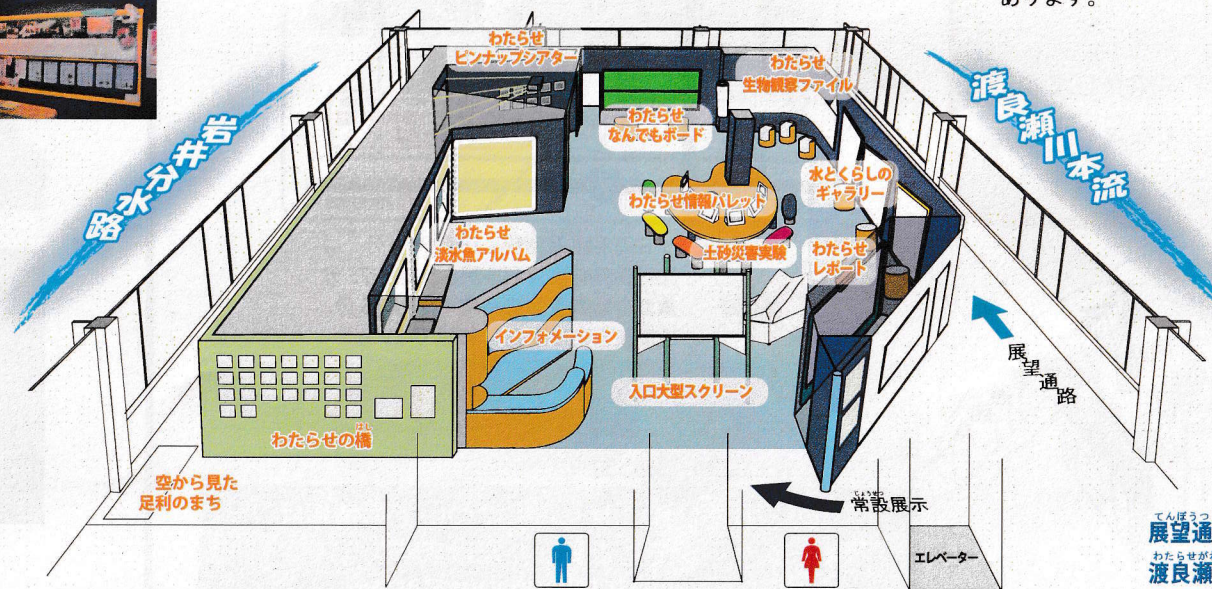 あります。
わたらせ
ピンナップシアター
わたらせ
生物観察ファイル
わたらせ
なんでもボード
岩井分水路
渡良瀬川本流
水とくらしの
ギャラリー
わたらせ情報パレット
わたらせ
淡水魚アルバム
土砂災害実験
わたらせ
レポート
インフォメーション
展望通路
入口大型スクリーン
はし
わたらせの橋
空から見た
足利のまち
じょうせつ
常設展示
エレベーター
てんぼうつ
展望通
わたらせがわ
渡良瀬